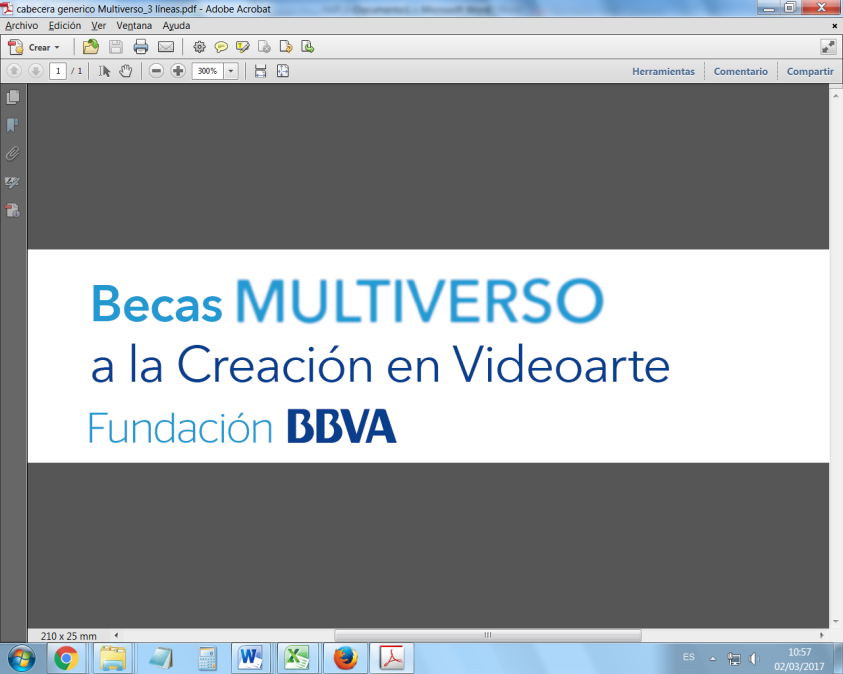 cabecera generico Multiverso_3 líneas.pdf - Adobe Acrobat
Archivo Edición Ver Ventana Ayuda
Crear
1 / 1 300% Herramientas Comentario Compartir
Becas MULTIVERSO
a la Creación en Videoarte
Fundación BBVA
210 x 25 mm
ES 10:57
02/03/2017